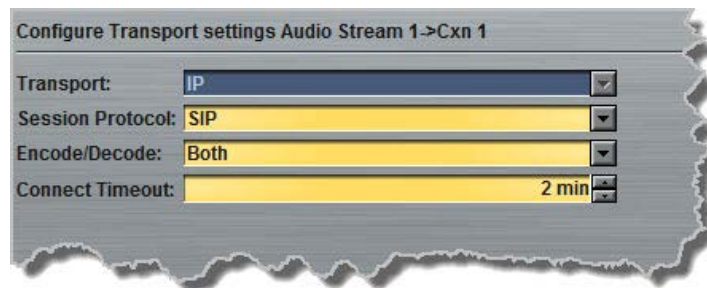 Configure Transport settings Audio Stream 1->Cxn 1
Transport: IP
Session Protocol: SIP
Encode/Decode: Both
Connect Timeout: 2 min